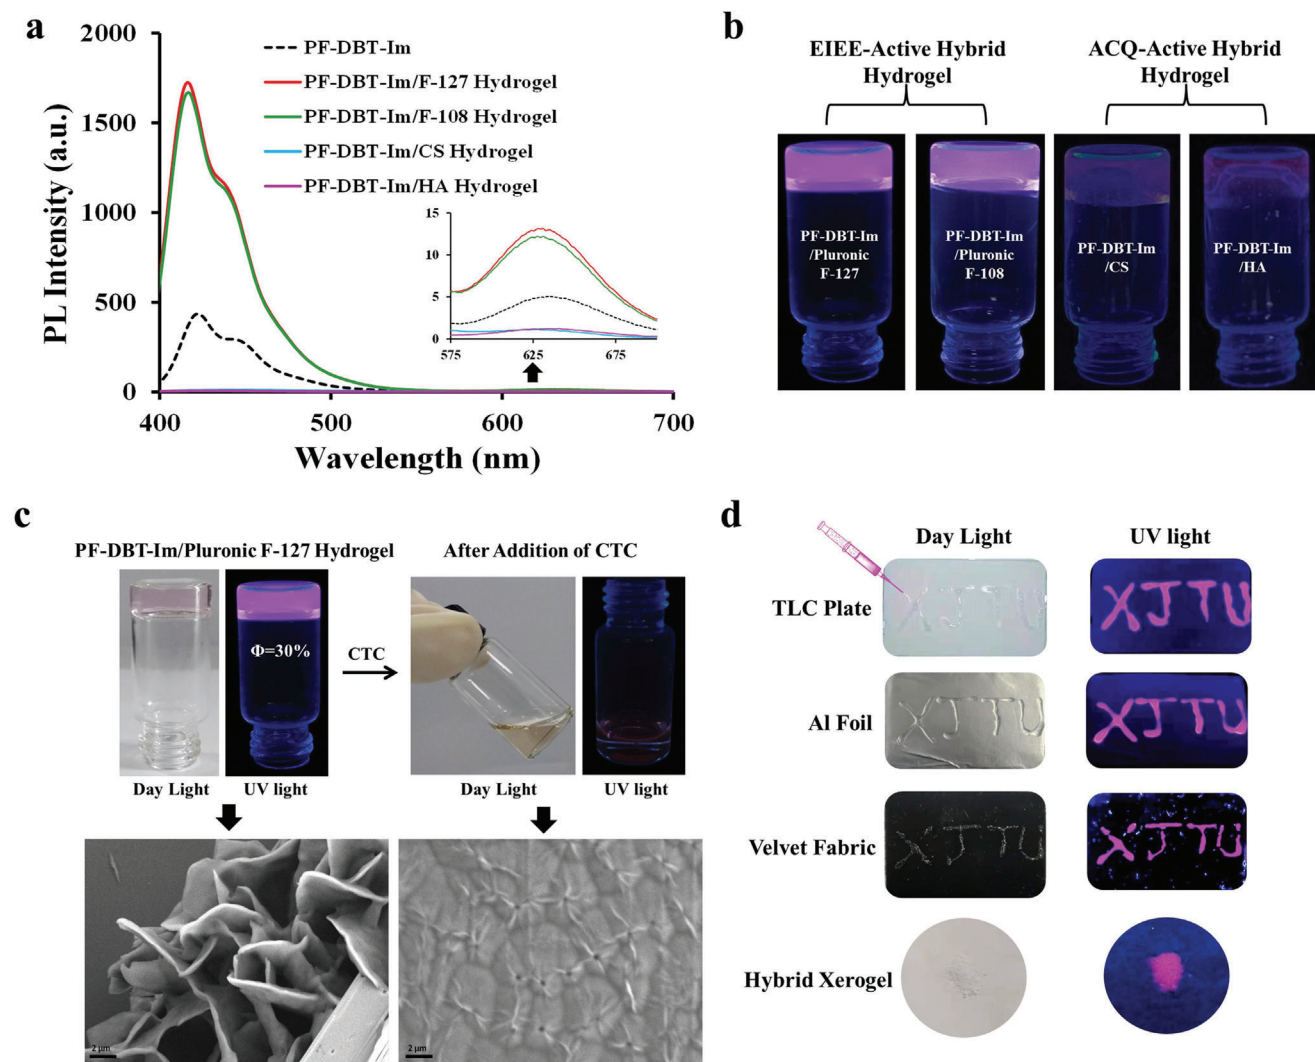 a
2000
1500
1000
500
0
PL Intensity (a.u.)
400
500
600
700
Wavelength (nm)
PF-DBT-Im
PF-DBT-Im/F-127 Hydrogel
PF-DBT-Im/F-108 Hydrogel
PF-DBT-Im/CS Hydrogel
PF-DBT-Im/HA Hydrogel
15
10
5
0
575
625
675
b
EIEE-Active Hybrid
Hydrogel
ACQ-Active Hybrid
Hydrogel
PF-DBT-Im
/Pluronic
F-127
PF-DBT-Im
/Pluronic
F-108
PF-DBT-Im
/CS
PF-DBT-Im
/HA
c
PF-DBT-Im/Pluronic F-127 Hydrogel
After Addition of CTC
Φ=30%
CTC
Day Light
UV light
Day Light
UV light
2 µm
2 µm
d
Day Light
UV light
TLC Plate
XJTU
XJTU
Al Foil
XJTU
XJTU
Velvet Fabric
XJTU
XJTU
Hybrid Xerogel